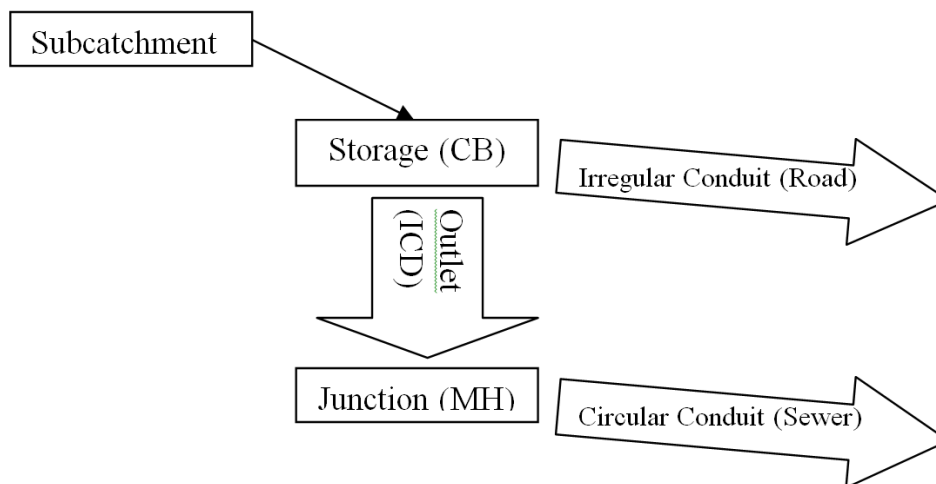 Subcatchment
Storage (CB)
Irregular Conduit (Road)
Outlet
(ICD)
Junction (MH)
Circular Conduit (Sewer)